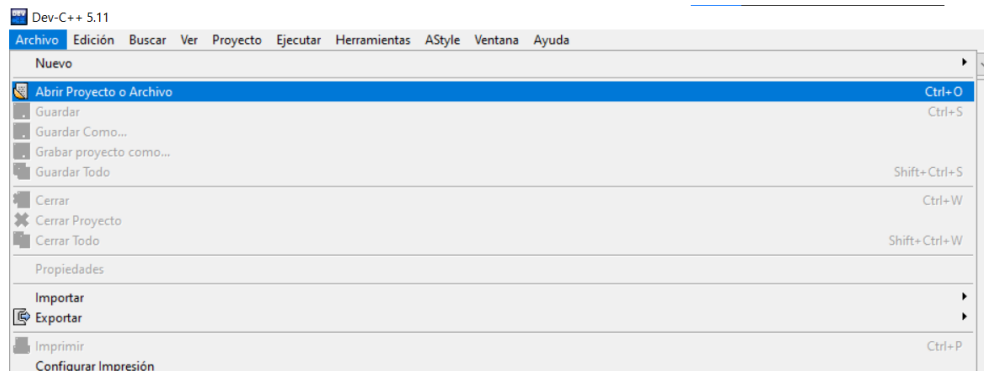 Dev-C++ 5.11
Archivo Edición Buscar Ver Proyecto Ejecutar Herramientas AStyle Ventana Ayuda
Nuevo
Abrir Proyecto o Archivo Ctrl+O
Guardar Ctrl+S
Guardar Como...
Grabar proyecto como...
Guardar Todo Shift+Ctrl+S
Cerrar Ctrl+W
Cerrar Proyecto
Cerrar Todo Shift+Ctrl+W
Propiedades
Importar
Exportar
Imprimir Ctrl+P
Configurar Impresión